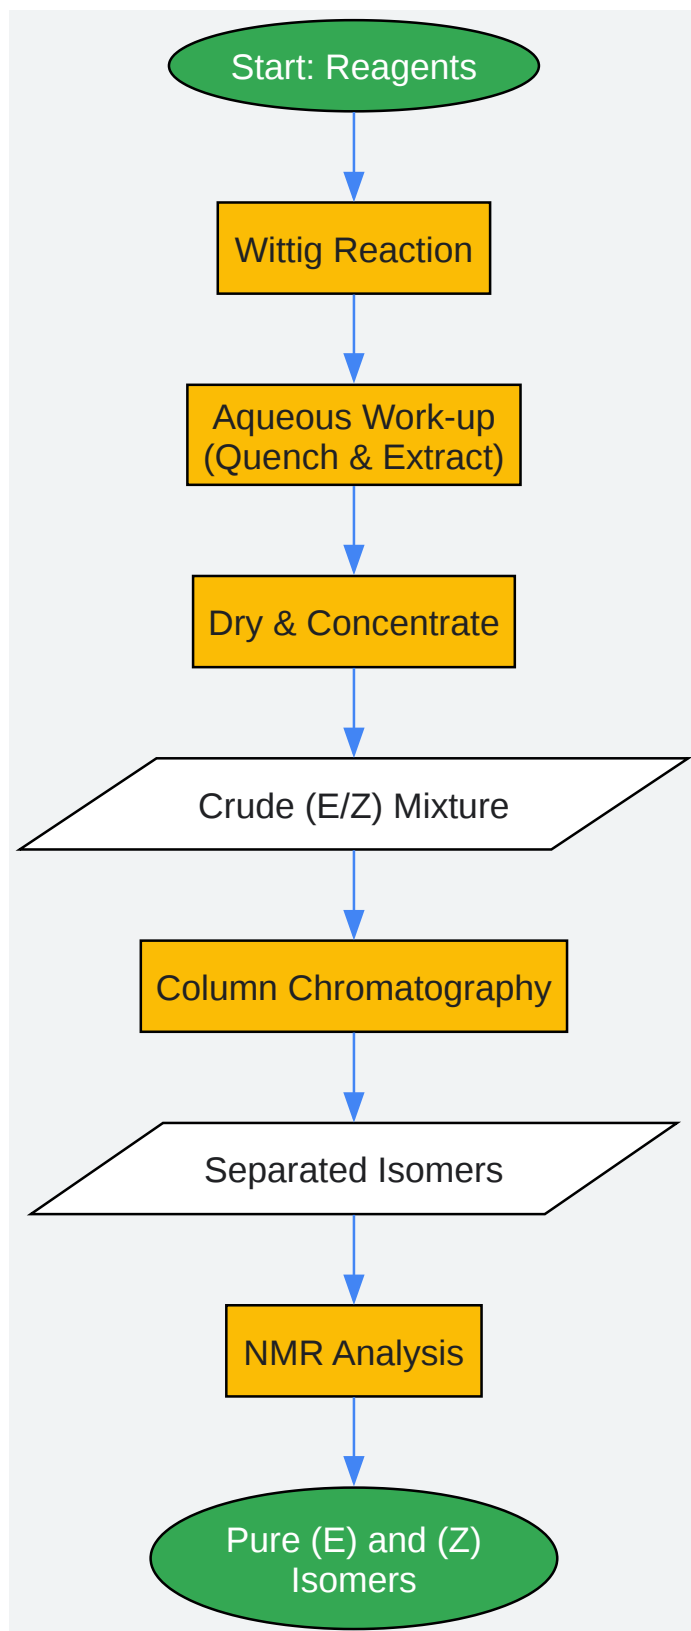 Start: Reagents
Wittig Reaction
Aqueous Work-up
(Quench & Extract)
Dry & Concentrate
Crude (E/Z) Mixture
Column Chromatography
Separated Isomers
NMR Analysis
Pure (E) and (Z)
Isomers